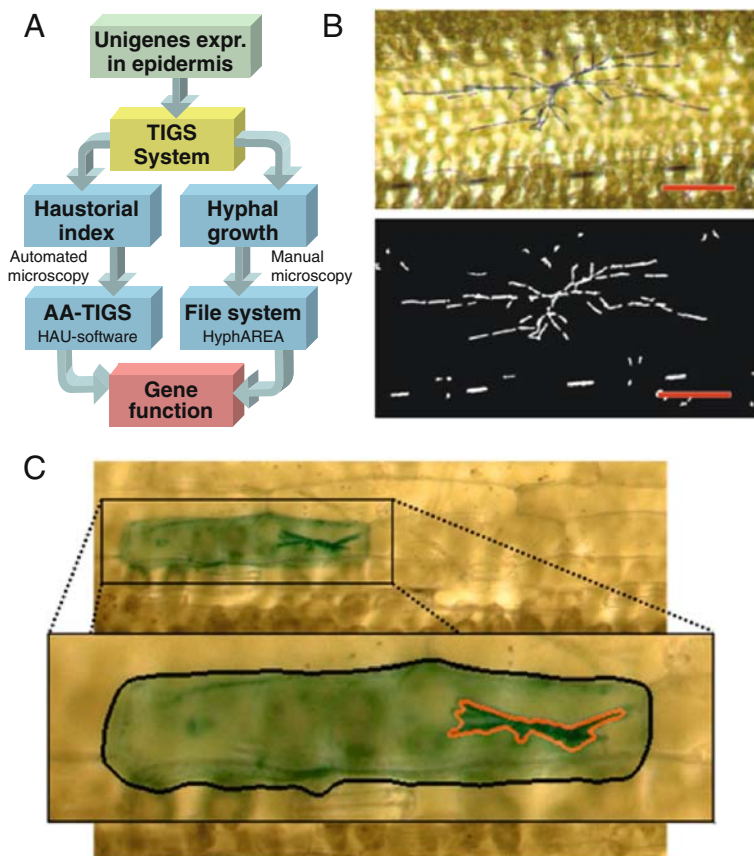 A
Unigenes expr.
in epidermis
TIGS
System
Haustorial
index
Hyphal
growth
Automated
microscopy
Manual
microscopy
AA-TIGS
HAU-software
File system
HyphAREA
Gene
function
B
C